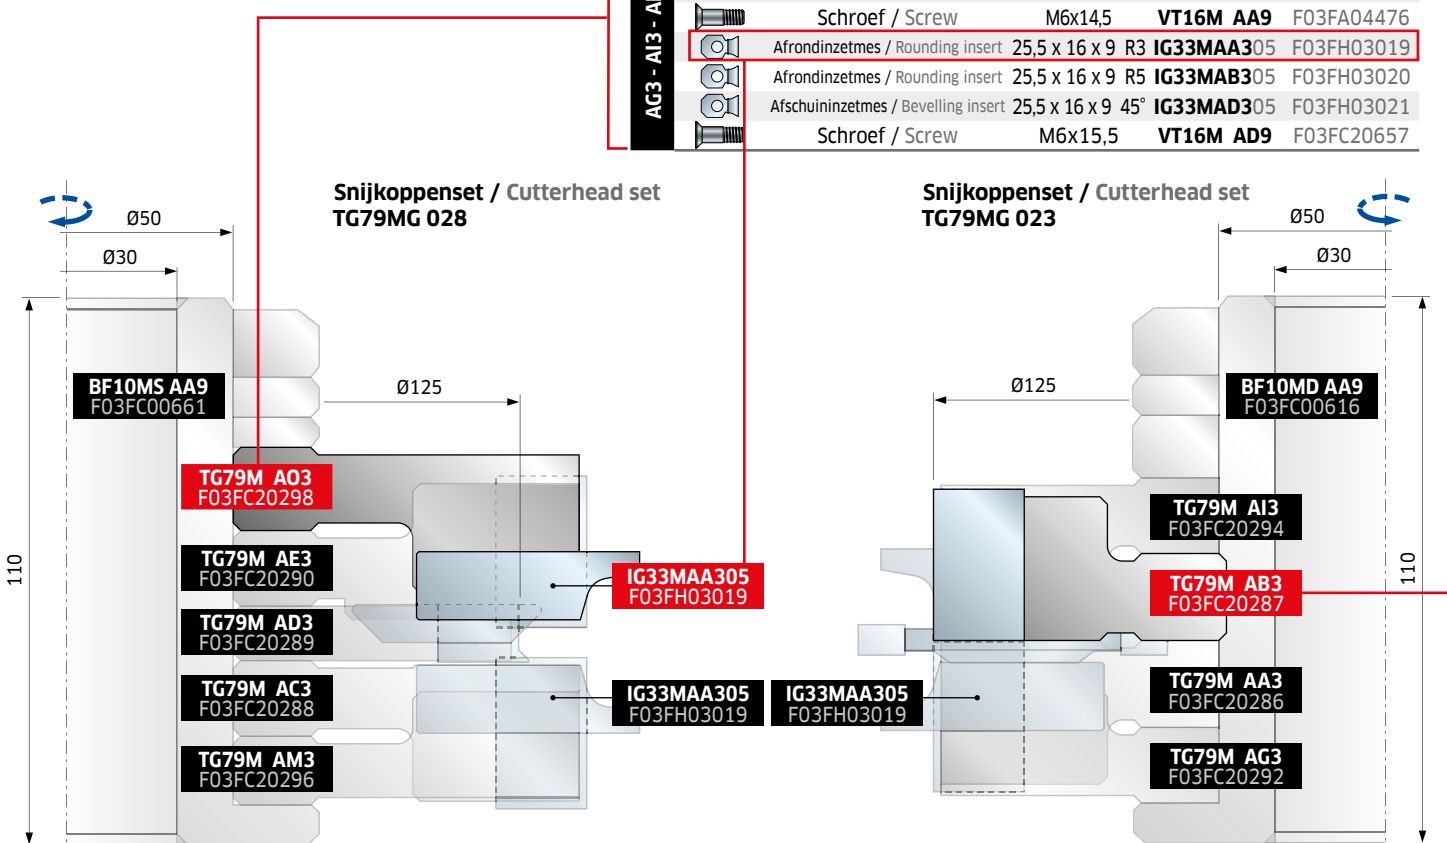 AG3 - AI3 - A
Schroef / Screw M6x14,5 VT16M AA9 F03FA04476
Afrondinzetmes / Rounding insert 25,5 x 16 x 9 R3 IG33MAA305 F03FH03019
Afrondinzetmes / Rounding insert 25,5 x 16 x 9 R5 IG33MAB305 F03FH03020
Afschuininzetmes / Bevelling insert 25,5 x 16 x 9 45° IG33MAD305 F03FH03021
Schroef / Screw M6x15,5 VT16M AD9 F03FC20657
Snijkoppenset / Cutterhead set
TG79MG 028
Ø50
Ø30
110
BF10MS AA9
F03FC00661
Ø125
TG79M AO3
F03FC20298
TG79M AE3
F03FC20290
TG79M AD3
F03FC20289
TG79M AC3
F03FC20288
TG79M AM3
F03FC20296
IG33MAA305
F03FH03019
IG33MAA305
F03FH03019
Snijkoppenset / Cutterhead set
TG79MG 023
Ø50
Ø30
Ø125
BF10MD AA9
F03FC00616
TG79M AI3
F03FC20294
TG79M AB3
F03FC20287
TG79M AA3
F03FC20286
TG79M AG3
F03FC20292
IG33MAA305
F03FH03019
110